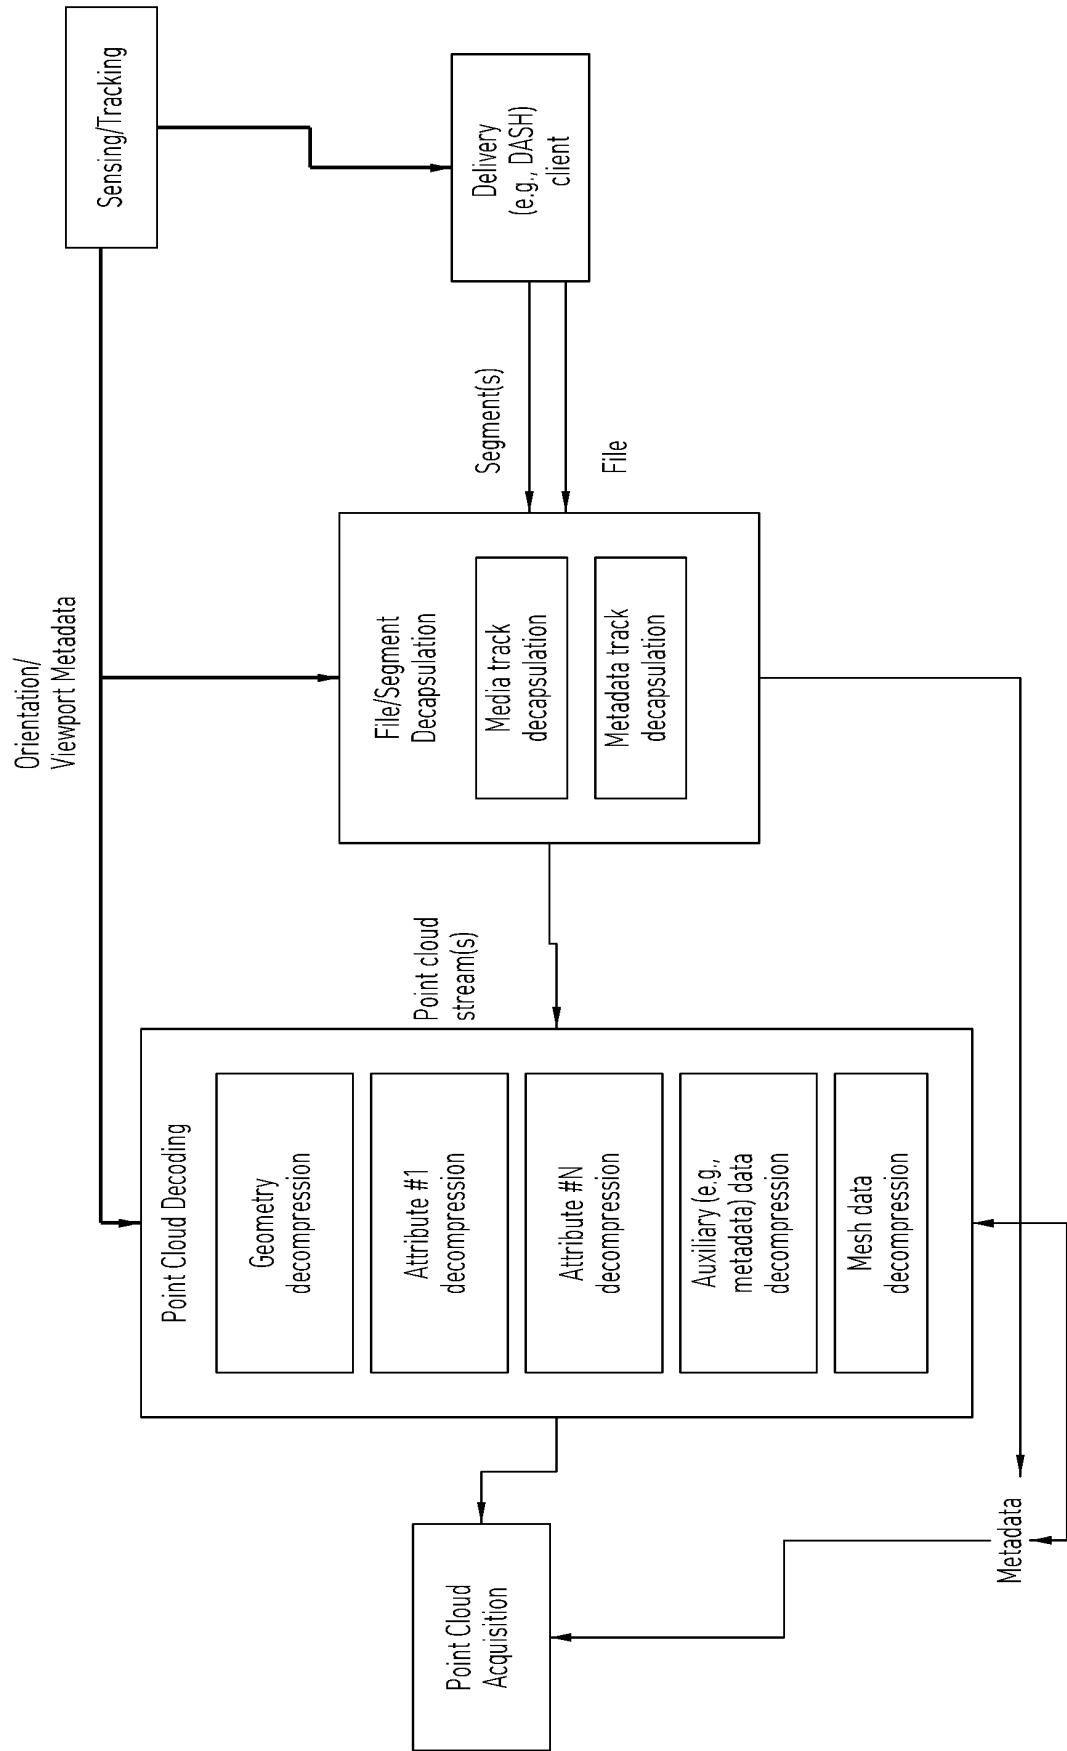 Point Cloud
Acquisition
Point Cloud Decoding
Geometry
decompression
Attribute #1
decompression
Attribute #N
decompression
Auxiliary (e.g.,
metadata) data
decompression
Mesh data
decompression
Metadata
Point cloud
stream(s)
Orientation/
Viewport Metadata
File/Segment
Decapsulation
Media track
decapsulation
Metadata track
decapsulation
Segment(s)
File
Sensing/Tracking
Delivery
(e.g., DASH)
client